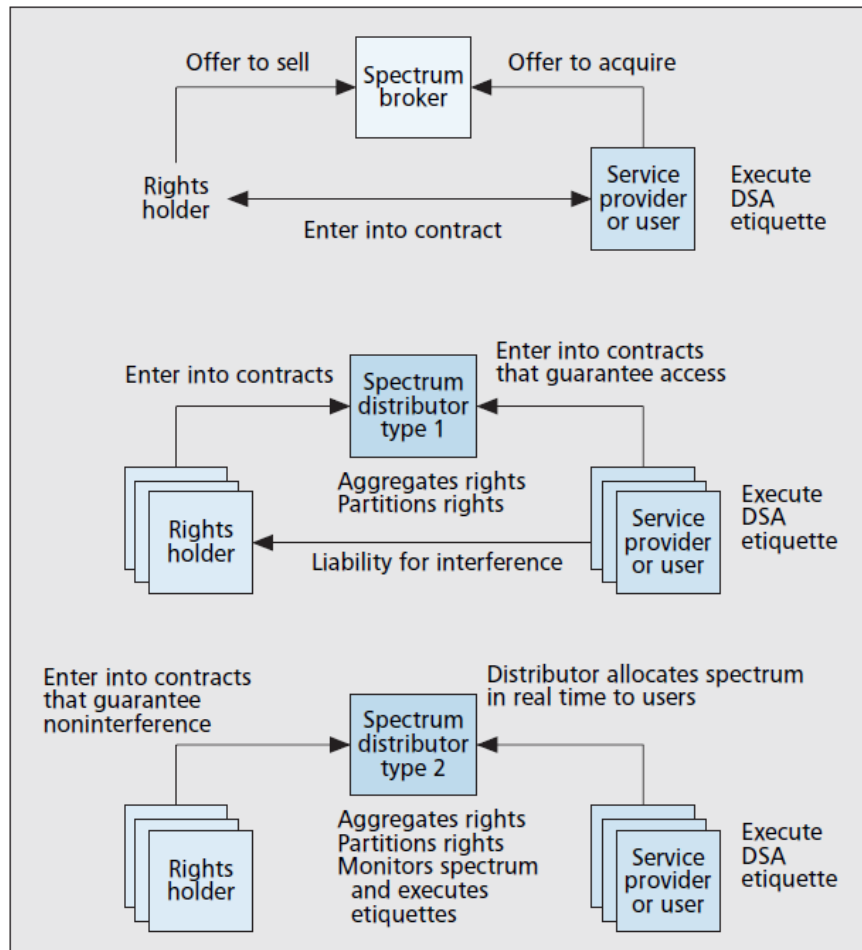 Offer to sell
Spectrum
broker
Offer to acquire
Rights
holder
Enter into contract
Service
provider
or user
Execute
DSA
etiquette
Enter into contracts
Spectrum
distributor
type 1
Enter into contracts
that guarantee access
Aggregates rights
Partitions rights
Rights
holder
Liability for interference
Service
provider
or user
Execute
DSA
etiquette
Enter into contracts
that guarantee
noninterference
Spectrum
distributor
type 2
Distributor allocates spectrum
in real time to users
Rights
holder
Aggregates rights
Partitions rights
Monitors spectrum
and executes
etiquettes
Service
provider
or user
Execute
DSA
etiquette